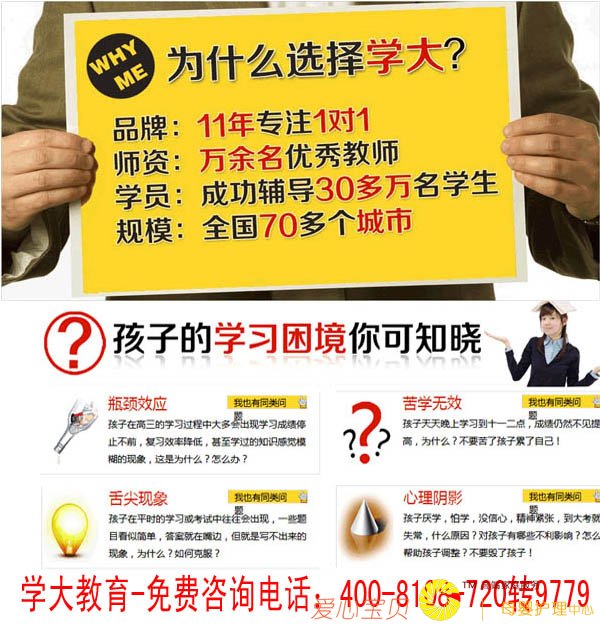 WHY
ME
为什么选择学大?
品牌：11年专注1对1
师资：万余名优秀教师
学员：成功辅导30多万名学生
规模：全国70多个城市
?
孩子的学习困境你可知晓
瓶颈效应
我也有同类问题
孩子在高三的学习过程中大多会出现学习成绩停
止不前，复习效率降低，甚至学过的知识感觉模
糊的现象，这是为什么？怎么办？
苦学无效
我也有同类问题
孩子天天晚上学习到十一二点，成绩仍然不见提
高，为什么？不要苦了孩子累了自己！
舌尖现象
我也有同类问题
孩子在平时的学习或考试中往往会出现，一些题
目看似简单，答案就在嘴边，但就是写不出来的
现象，为什么？如何克服？
心理阴影
我也有同类问题
孩子厌学，怕学，没信心，精神紧张，到大考就
失常，什么原因？对孩子有哪些不利影响？怎么
帮助孩子调整？不要毁了孩子！
学大教育-免费咨询电话：400-8108-720转9779
爱心宝贝
TM
母婴护理中心